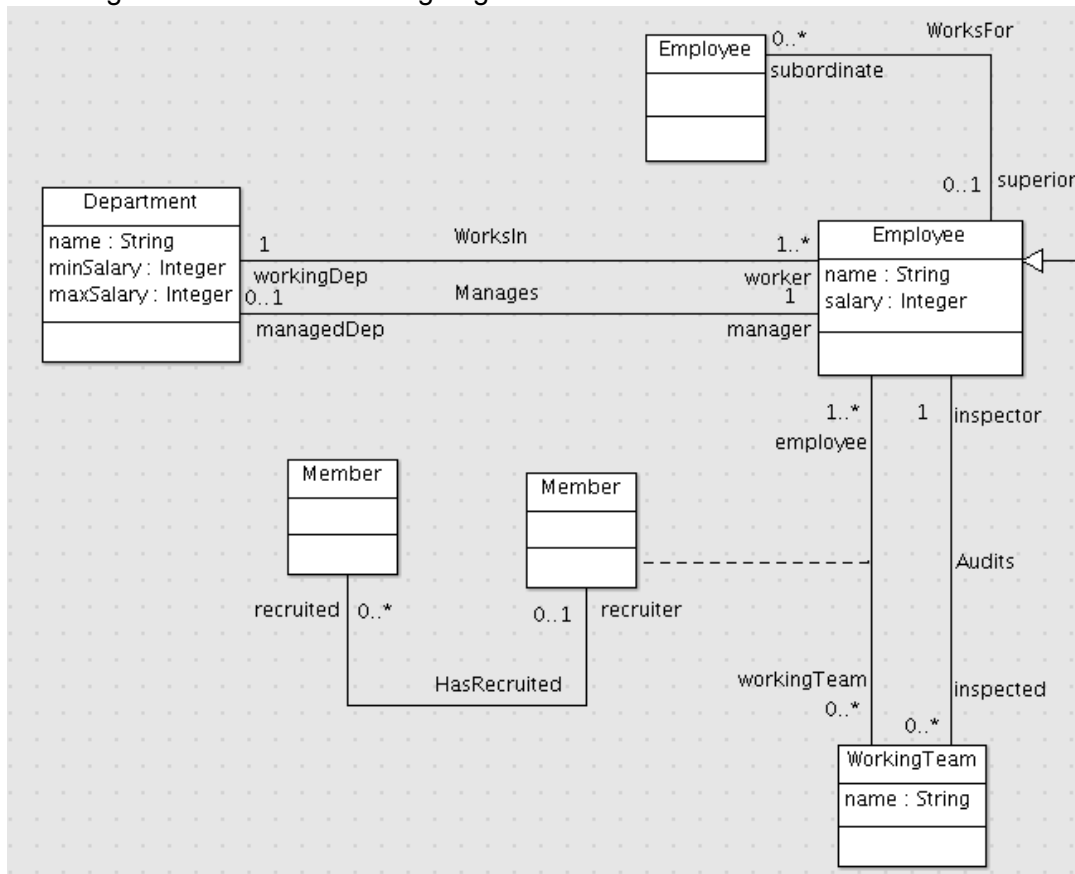 Employee
0..*
WorksFor
subordinate
0..1
superior
Department
name : String
minSalary : Integer
maxSalary : Integer
1
WorksIn
1..*
workingDep
worker
0..1
Manages
1
managedDep
manager
Employee
name : String
salary : Integer
1..*
1
inspector
employee
Member
Member
Audits
recruited
0..*
0..1
recruiter
HasRecruited
workingTeam
0..*
inspected
0..*
WorkingTeam
name : String